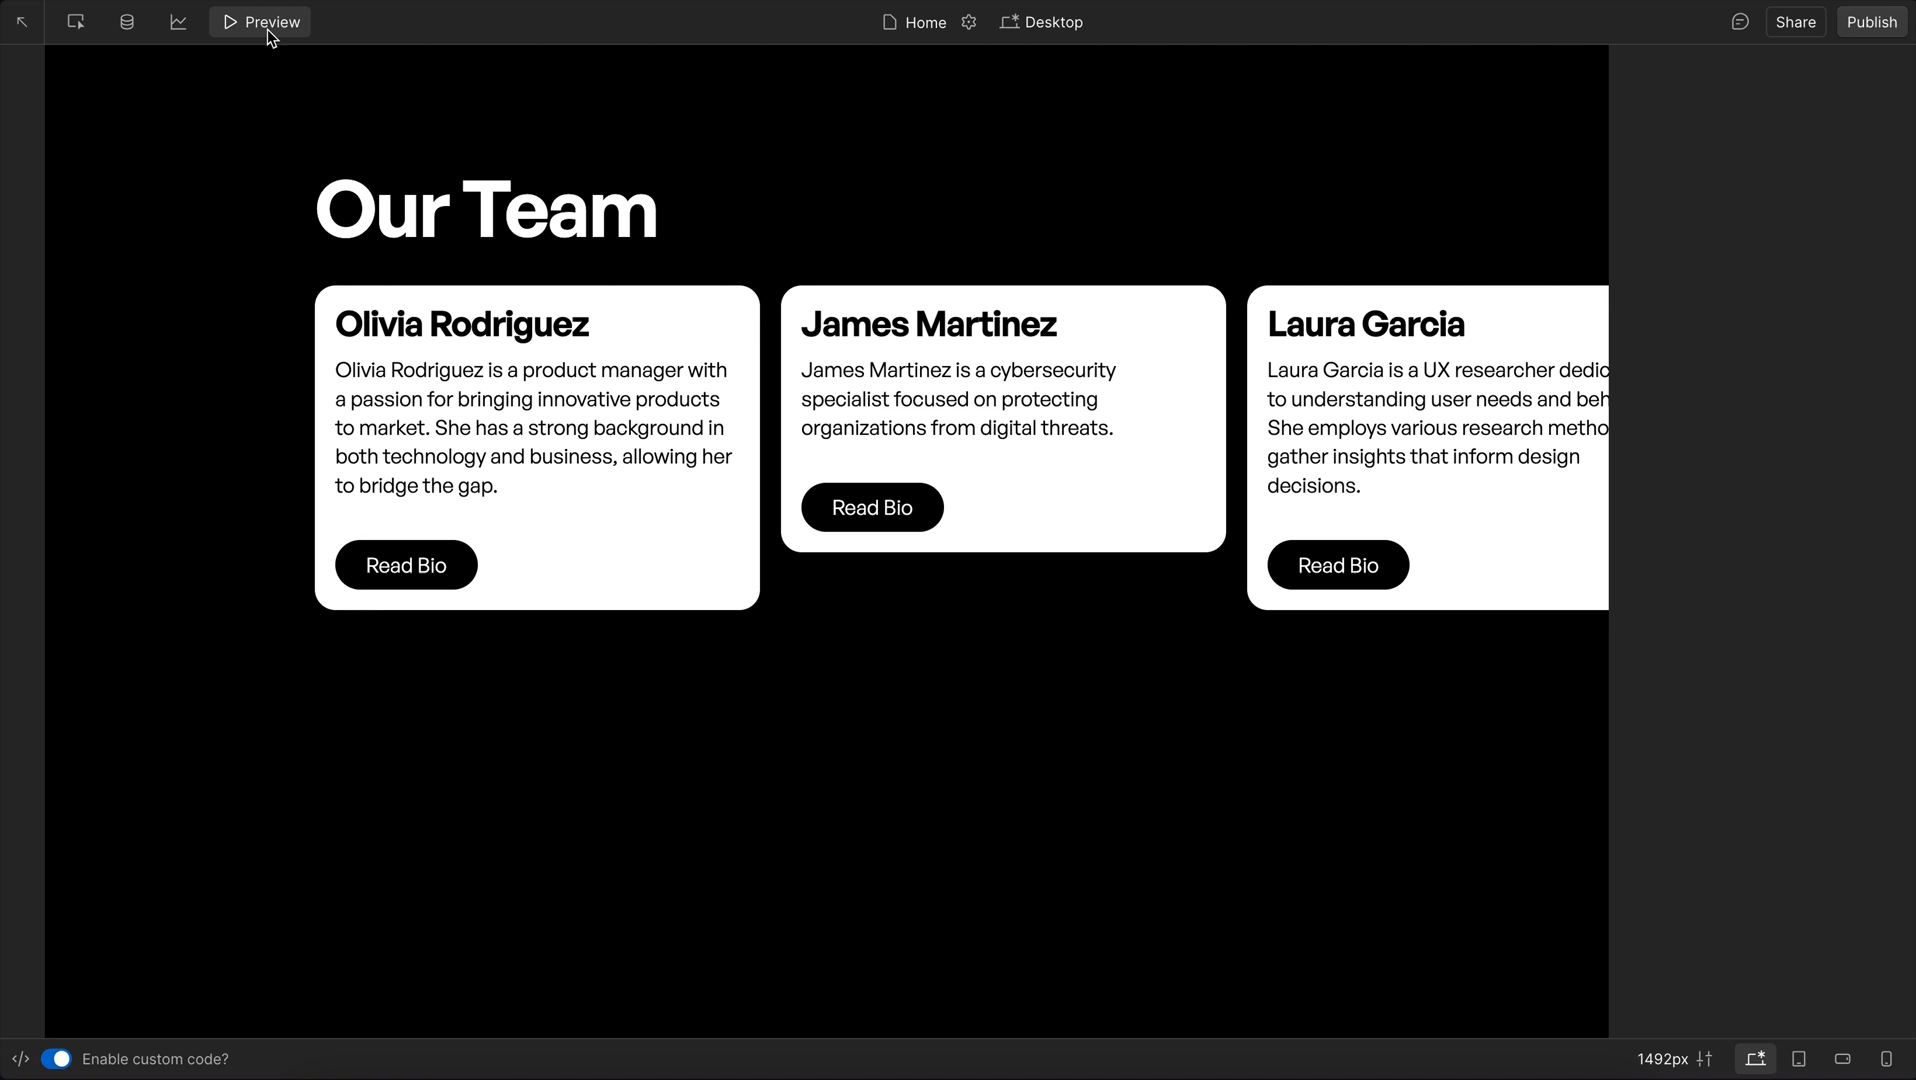 Preview
Home
Desktop
Share
Publish
Our Team
Olivia Rodriguez
Olivia Rodriguez is a product manager with
a passion for bringing innovative products
to market. She has a strong background in
both technology and business, allowing her
to bridge the gap.
Read Bio
James Martinez
James Martinez is a cybersecurity
specialist focused on protecting
organizations from digital threats.
Read Bio
Laura Garcia
Laura Garcia is a UX researcher dedic
to understanding user needs and beh
She employs various research metho
gather insights that inform design
decisions.
Read Bio
Enable custom code?
1492px